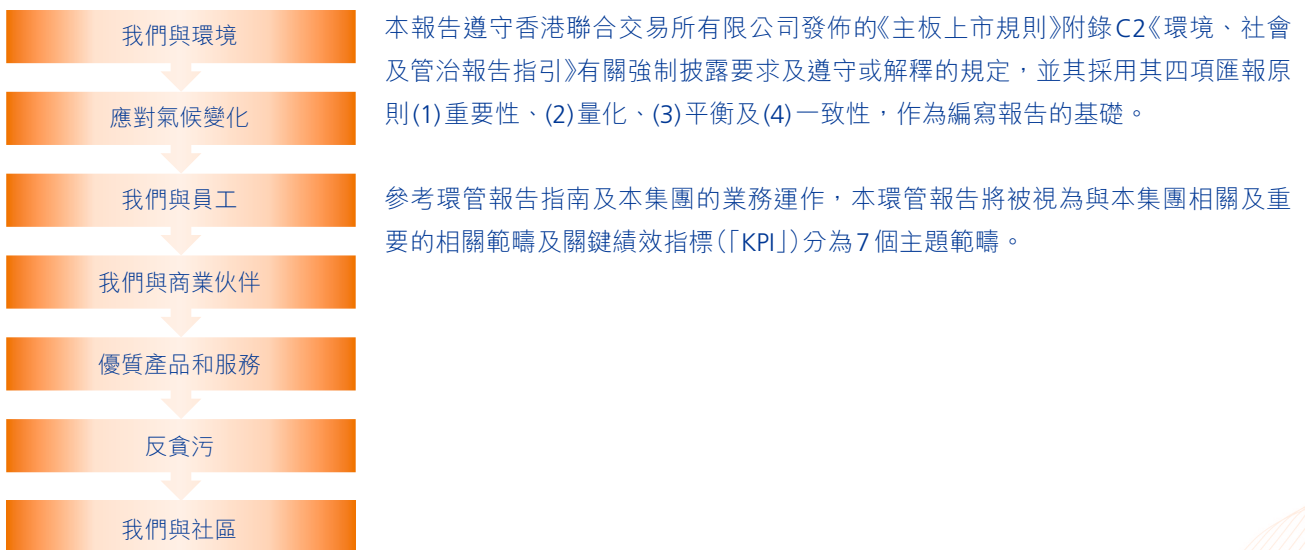 我們與環境
應對氣候變化
我們與員工
我們與商業伙伴
優質產品和服務
反貪污
我們與社區
本報告遵守香港聯合交易所有限公司發佈的《主板上市規則》附錄C2《環境、社會
及管治報告指引》有關強制披露要求及遵守或解釋的規定，並其採用其四項匯報原
則(1)重要性、(2)量化、(3)平衡及(4)一致性，作為編寫報告的基礎。
參考環管報告指南及本集團的業務運作，本環管報告將被視為與本集團相關及重
要的相關範疇及關鍵績效指標(「KPI」)分為7個主題範疇。